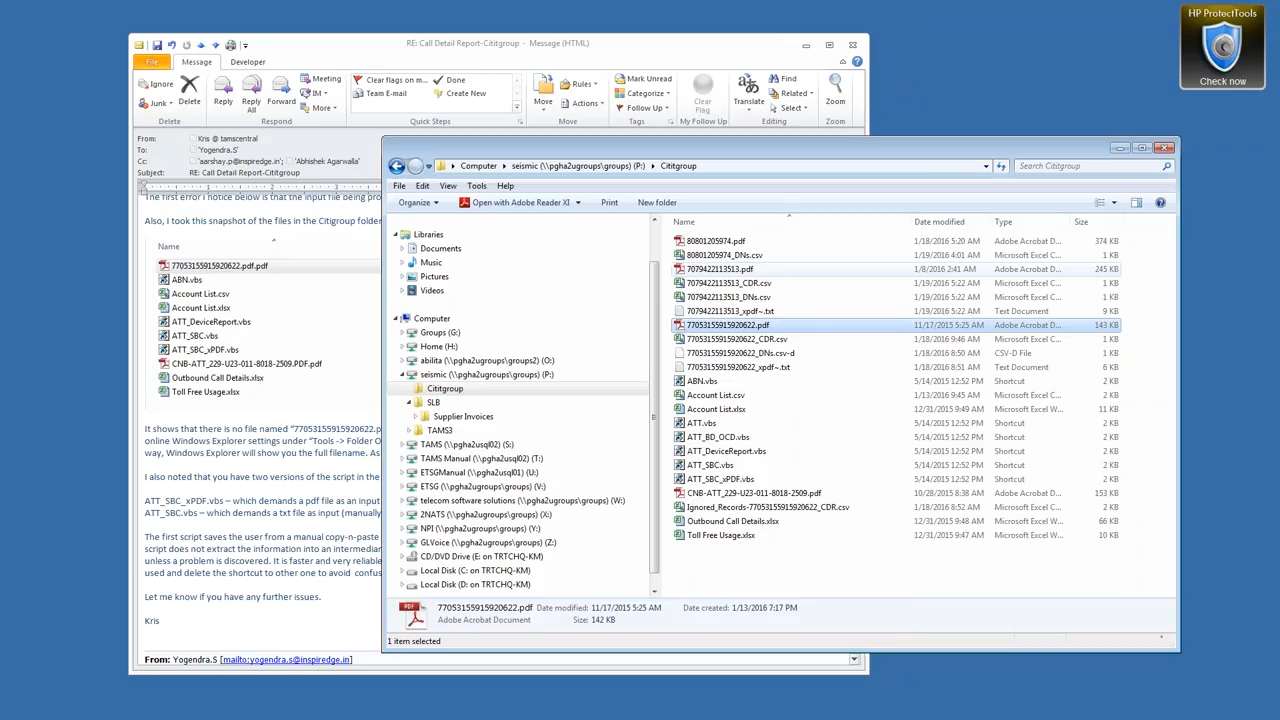 HP ProtectTools
Check now
RE: Call Detail Report-Cititgroup - Message (HTML)
File Message Developer
Ignore
Junk
Delete
Delete
Reply
Reply All
Forward
Meeting
IM
More
Respond
Clear flags on m...
Team E-mail
Done
Create New
Quick Steps
Move
Rules
Actions
Move
Mark Unread
Categorize
Follow Up
Tags
Clear Flag
My Follow Up
Translate
Find
Related
Select
Editing
Zoom
Zoom
From: Kris @ tamscentral
To: 'Yogendra.S'
Cc: 'aarshay.p@inspiredge.in'; 'Abhishek Agarwalla'
Subject: RE: Call Detail Report-Cititgroup
1 2 3
The first error I notice below is that the input file being pro
Also, I took this snapshot of the files in the Citigroup folder
Name
77053155915920622.pdf.pdf
ABN.vbs
Account List.csv
Account List.xlsx
ATT_DeviceReport.vbs
ATT_SBC.vbs
ATT_SBC_xPDF.vbs
CNB-ATT_229-U23-011-8018-2509.PDF.pdf
Outbound Call Details.xlsx
Toll Free Usage.xlsx
It shows that there is no file named "77053155915920622.p
online Windows Explorer settings under "Tools -> Folder O
way, Windows Explorer will show you the full filename. As
I also noted that you have two versions of the script in the
ATT_SBC_xPDF.vbs – which demands a pdf file as an input
ATT_SBC.vbs – which demands a txt file as input (manually
The first script saves the user from a manual copy-n-paste
script does not extract the information into an intermedian
unless a problem is discovered. It is faster and very reliable
used and delete the shortcut to other one to avoid confus
Let me know if you have any further issues.
Kris
From: Yogendra.S [mailto:yogendra.s@inspiredge.in]
Computer seismic (\\pgha2ugroups\groups) (P:) Cititgroup
Search Cititgroup
File Edit View Tools Help
Organize Open with Adobe Reader XI Print New folder
Libraries
Documents
Music
Pictures
Videos
Computer
Groups (G:)
Home (H:)
abilita (\\pgha2ugroups\groups2) (O:)
seismic (\\pgha2ugroups\groups) (P:)
Cititgroup
SLB
Supplier Invoices
TAMS3
TAMS (\\pgha2usql02) (S:)
TAMS Manual (\\pgha2usql02) (T:)
ETSGManual (\\pgha2usql01) (U:)
ETSG (\\pgha2ugroups\groups) (V:)
telecom software solutions (\\pgha2ugroups\groups) (W:)
2NATS (\\pgha2ugroups\groups) (X:)
NPI (\\pgha2ugroups\groups) (Y:)
GLVoice (\\pgha2ugroups\groups) (Z:)
CD/DVD Drive (E: on TRTCHQ-KM)
Local Disk (C: on TRTCHQ-KM)
Local Disk (D: on TRTCHQ-KM)
Name Date modified Type Size
80801205974.pdf 1/18/2016 5:20 AM Adobe Acrobat D... 374 KB
80801205974_DNs.csv 1/19/2016 4:01 AM Microsoft Excel C... 1 KB
7079422113513.pdf 1/8/2016 2:41 AM Adobe Acrobat D... 245 KB
7079422113513_CDR.csv 1/19/2016 5:22 AM Microsoft Excel C... 1 KB
7079422113513_DNs.csv 1/19/2016 5:22 AM Microsoft Excel C... 1 KB
7079422113513_xpdf~.txt 1/19/2016 5:22 AM Text Document 9 KB
77053155915920622.pdf 11/17/2015 5:25 AM Adobe Acrobat D... 143 KB
77053155915920622_CDR.csv 1/18/2016 9:46 AM Microsoft Excel C... 1 KB
77053155915920622_DNs.csv-d 1/18/2016 8:50 AM CSV-D File 1 KB
77053155915920622_xpdf~.txt 1/18/2016 8:51 AM Text Document 6 KB
ABN.vbs 5/14/2015 12:52 PM Shortcut 2 KB
Account List.csv 1/13/2016 9:45 AM Microsoft Excel C... 1 KB
Account List.xlsx 12/31/2015 9:49 AM Microsoft Excel W... 11 KB
ATT.vbs 5/14/2015 12:52 PM Shortcut 2 KB
ATT_BD_OCD.vbs 5/14/2015 12:52 PM Shortcut 2 KB
ATT_DeviceReport.vbs 5/14/2015 12:52 PM Shortcut 2 KB
ATT_SBC.vbs 5/14/2015 12:52 PM Shortcut 2 KB
ATT_SBC_xPDF.vbs 5/14/2015 12:52 PM Shortcut 2 KB
CNB-ATT_229-U23-011-8018-2509.pdf 10/28/2015 8:38 AM Adobe Acrobat D... 153 KB
Ignored_Records-77053155915920622_CDR.csv 1/18/2016 8:52 AM Microsoft Excel C... 1 KB
Outbound Call Details.xlsx 12/31/2015 9:48 AM Microsoft Excel W... 66 KB
Toll Free Usage.xlsx 12/31/2015 9:47 AM Microsoft Excel W... 10 KB
77053155915920622.pdf Date modified: 11/17/2015 5:25 AM Date created: 1/13/2016 7:17 PM
Adobe Acrobat Document Size: 142 KB
1 item selected